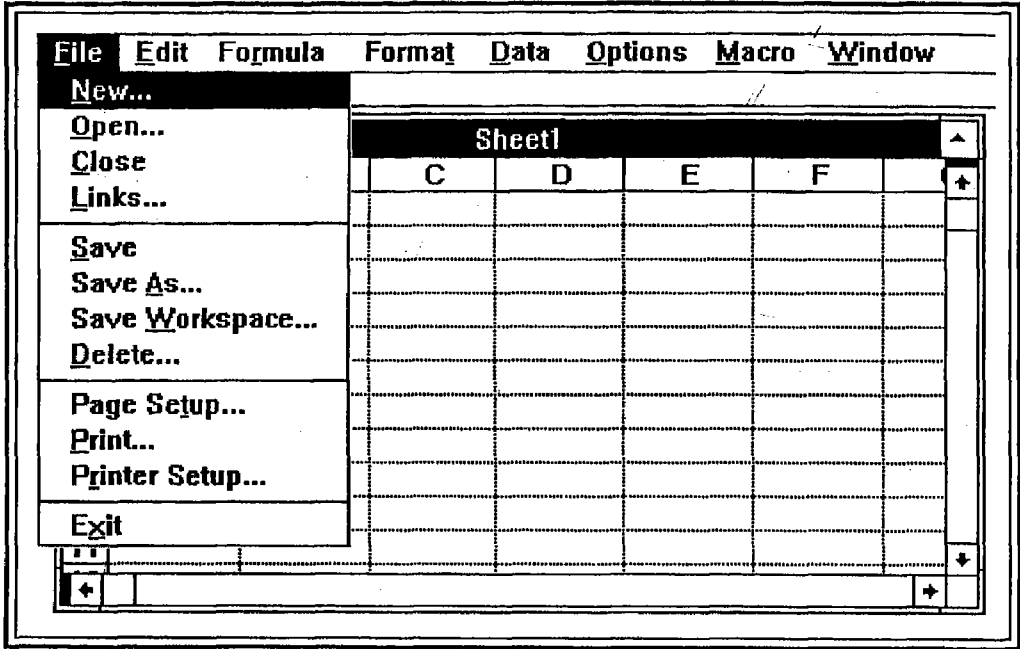 File Edit Formula Format Data Options Macro Window
New...
Open...
Close
Links...
Save
Save As...
Save Workspace...
Delete...
Page Setup...
Print...
Printer Setup...
Exit
Sheet1
C D E F